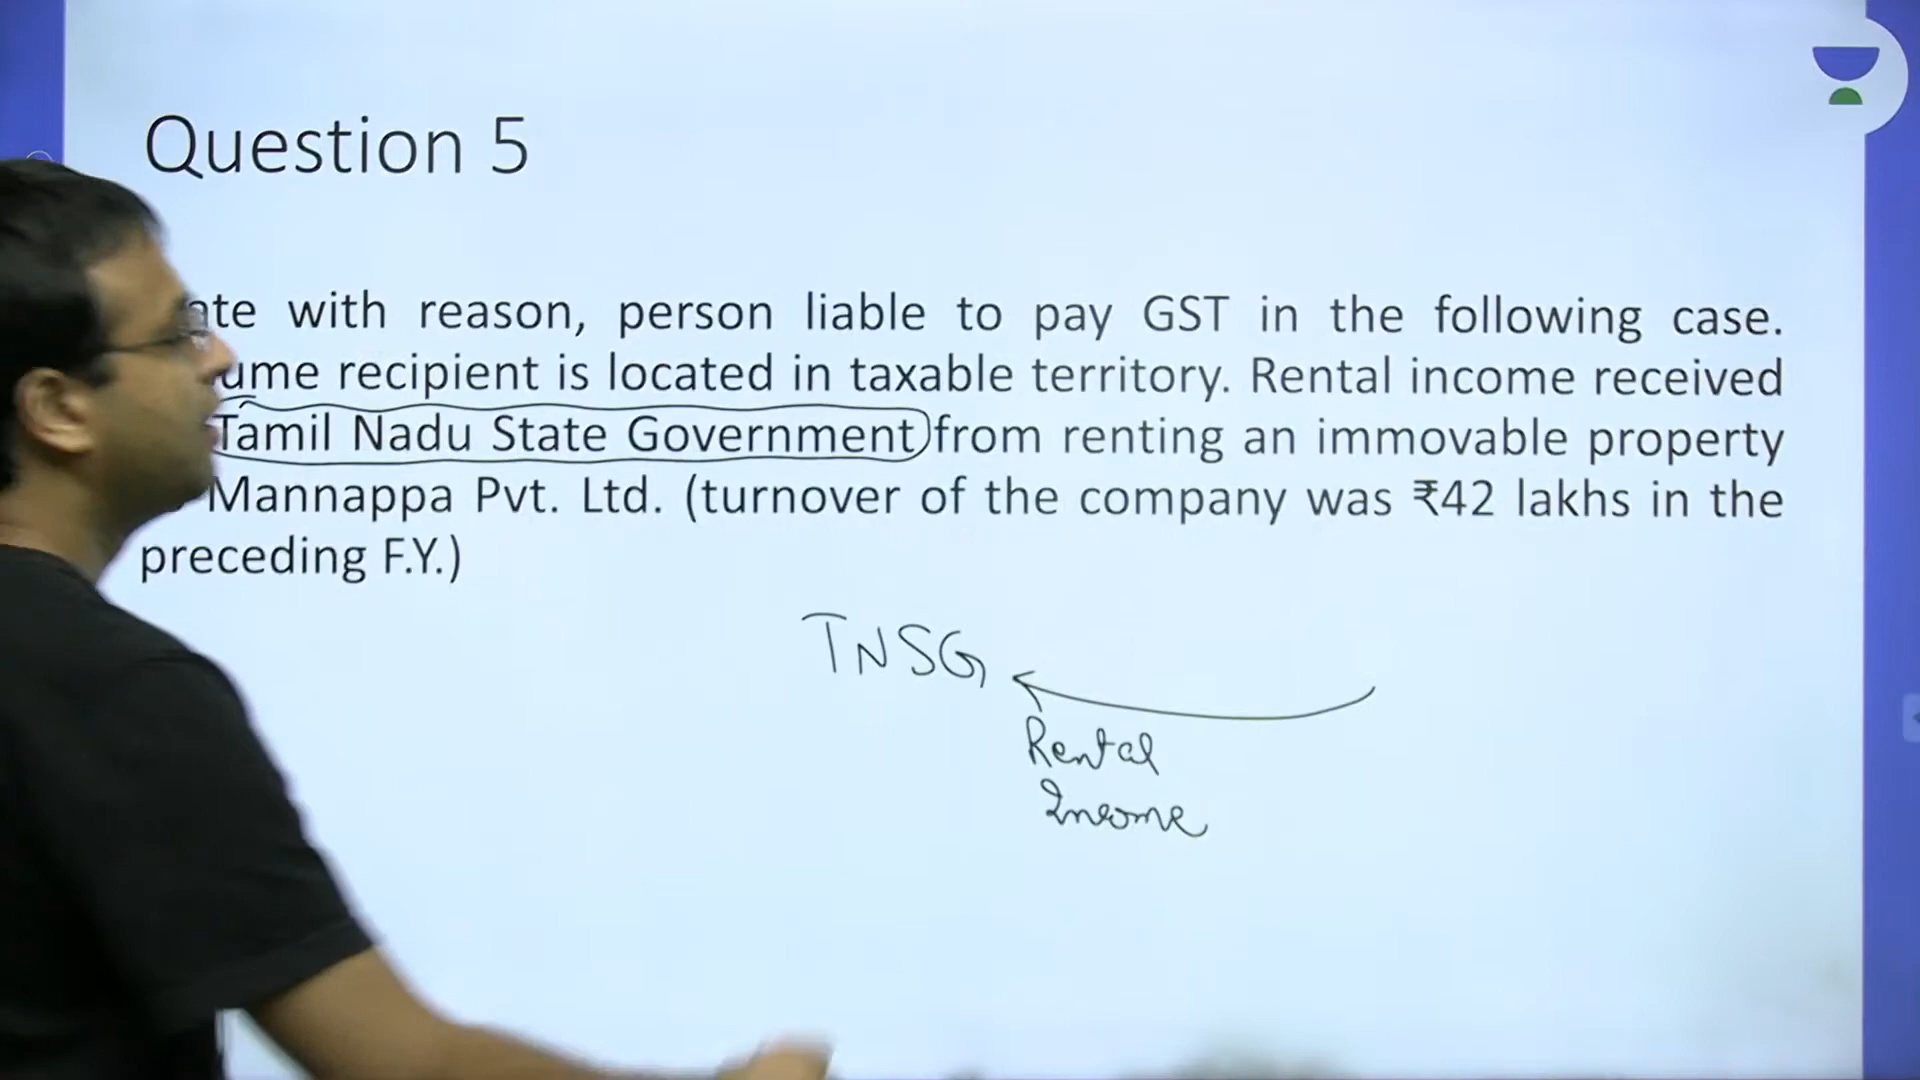 Question 5
with reason, person liable to pay GST in the following case.
recipient is located in taxable territory. Rental income received
Tamil Nadu State Government from renting an immovable property
Mannappa Pvt. Ltd. (turnover of the company was ₹42 lakhs in the
preceding F.Y.)
TNSG
Rental
Income